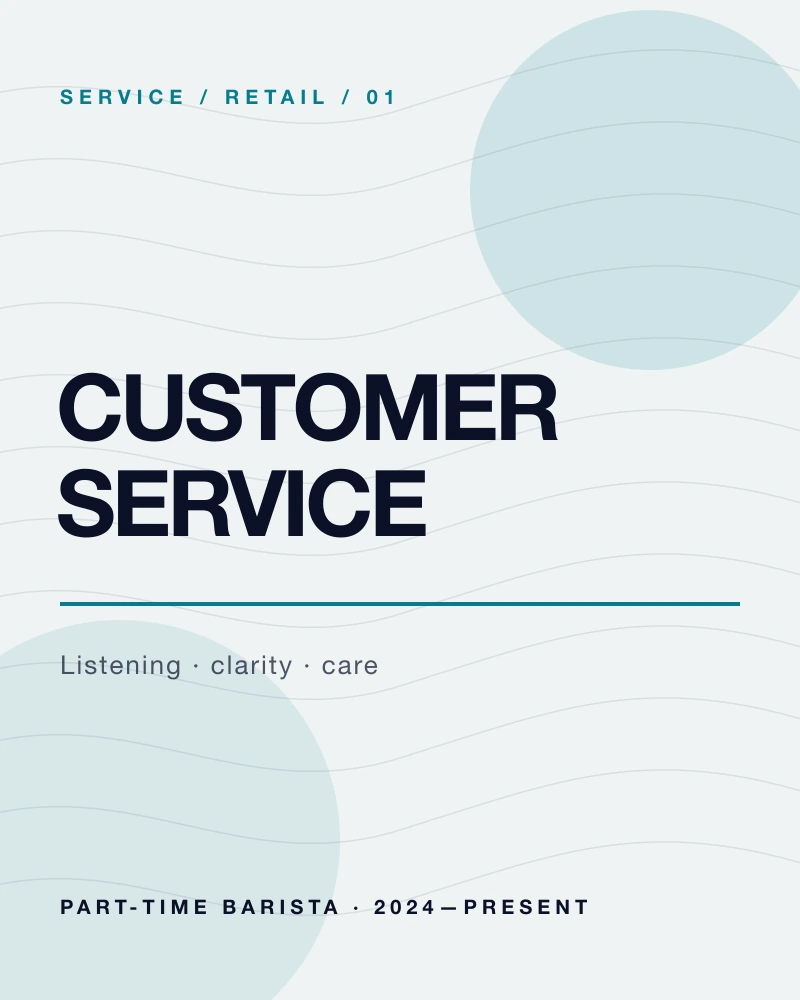 SERVICE / RETAIL / 01
CUSTOMER
SERVICE
Listening · clarity · care
PART-TIME BARISTA · 2024—PRESENT